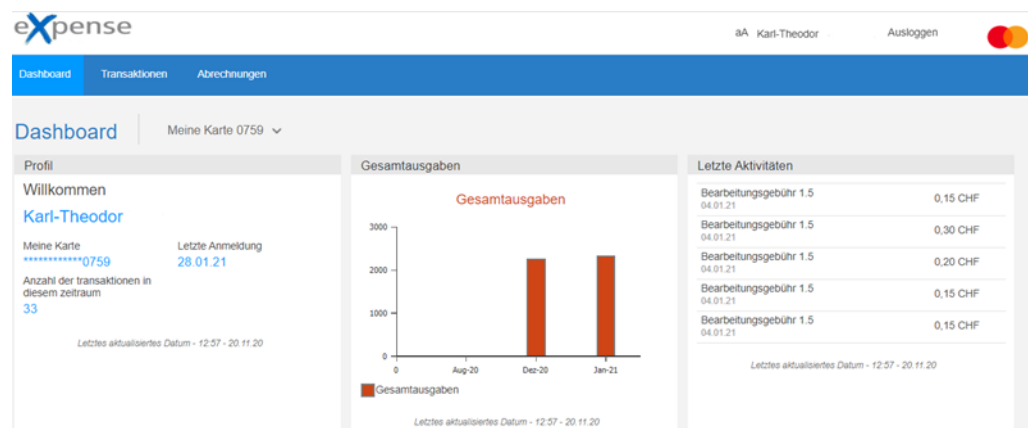 eXpense
aA Karl-Theodor Ausloggen
Dashboard Transaktionen Abrechnungen
Dashboard Meine Karte 0759
Profil
Willkommen
Karl-Theodor
Meine Karte Letzte Anmeldung
************0759 28.01.21
Anzahl der transaktionen in
diesem zeitraum
33
Letztes aktualisiertes Datum - 12:57 - 20.11.20
Gesamtausgaben
Gesamtausgaben
3000
2000
1000
0
0 Aug-20 Dez-20 Jan-21
Gesamtausgaben
Letztes aktualisiertes Datum - 12:57 - 20.11.20
Letzte Aktivitäten
Bearbeitungsgebühr 1.5 0,15 CHF
04.01.21
Bearbeitungsgebühr 1.5 0,30 CHF
04.01.21
Bearbeitungsgebühr 1.5 0,20 CHF
04.01.21
Bearbeitungsgebühr 1.5 0,15 CHF
04.01.21
Bearbeitungsgebühr 1.5 0,15 CHF
04.01.21
Letztes aktualisiertes Datum - 12:57 - 20.11.20